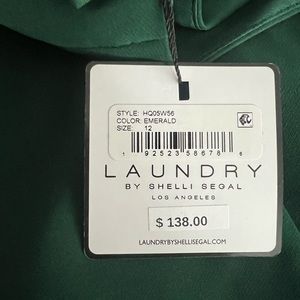 STYLE: HQ05W56
COLOR: EMERALD
SIZE: 12
1 92523 58678 6
LAUNDRY
BY SHELLI SEGAL
LOS ANGELES
$ 138.00
LAUNDRYBYSHELLISEGAL.COM